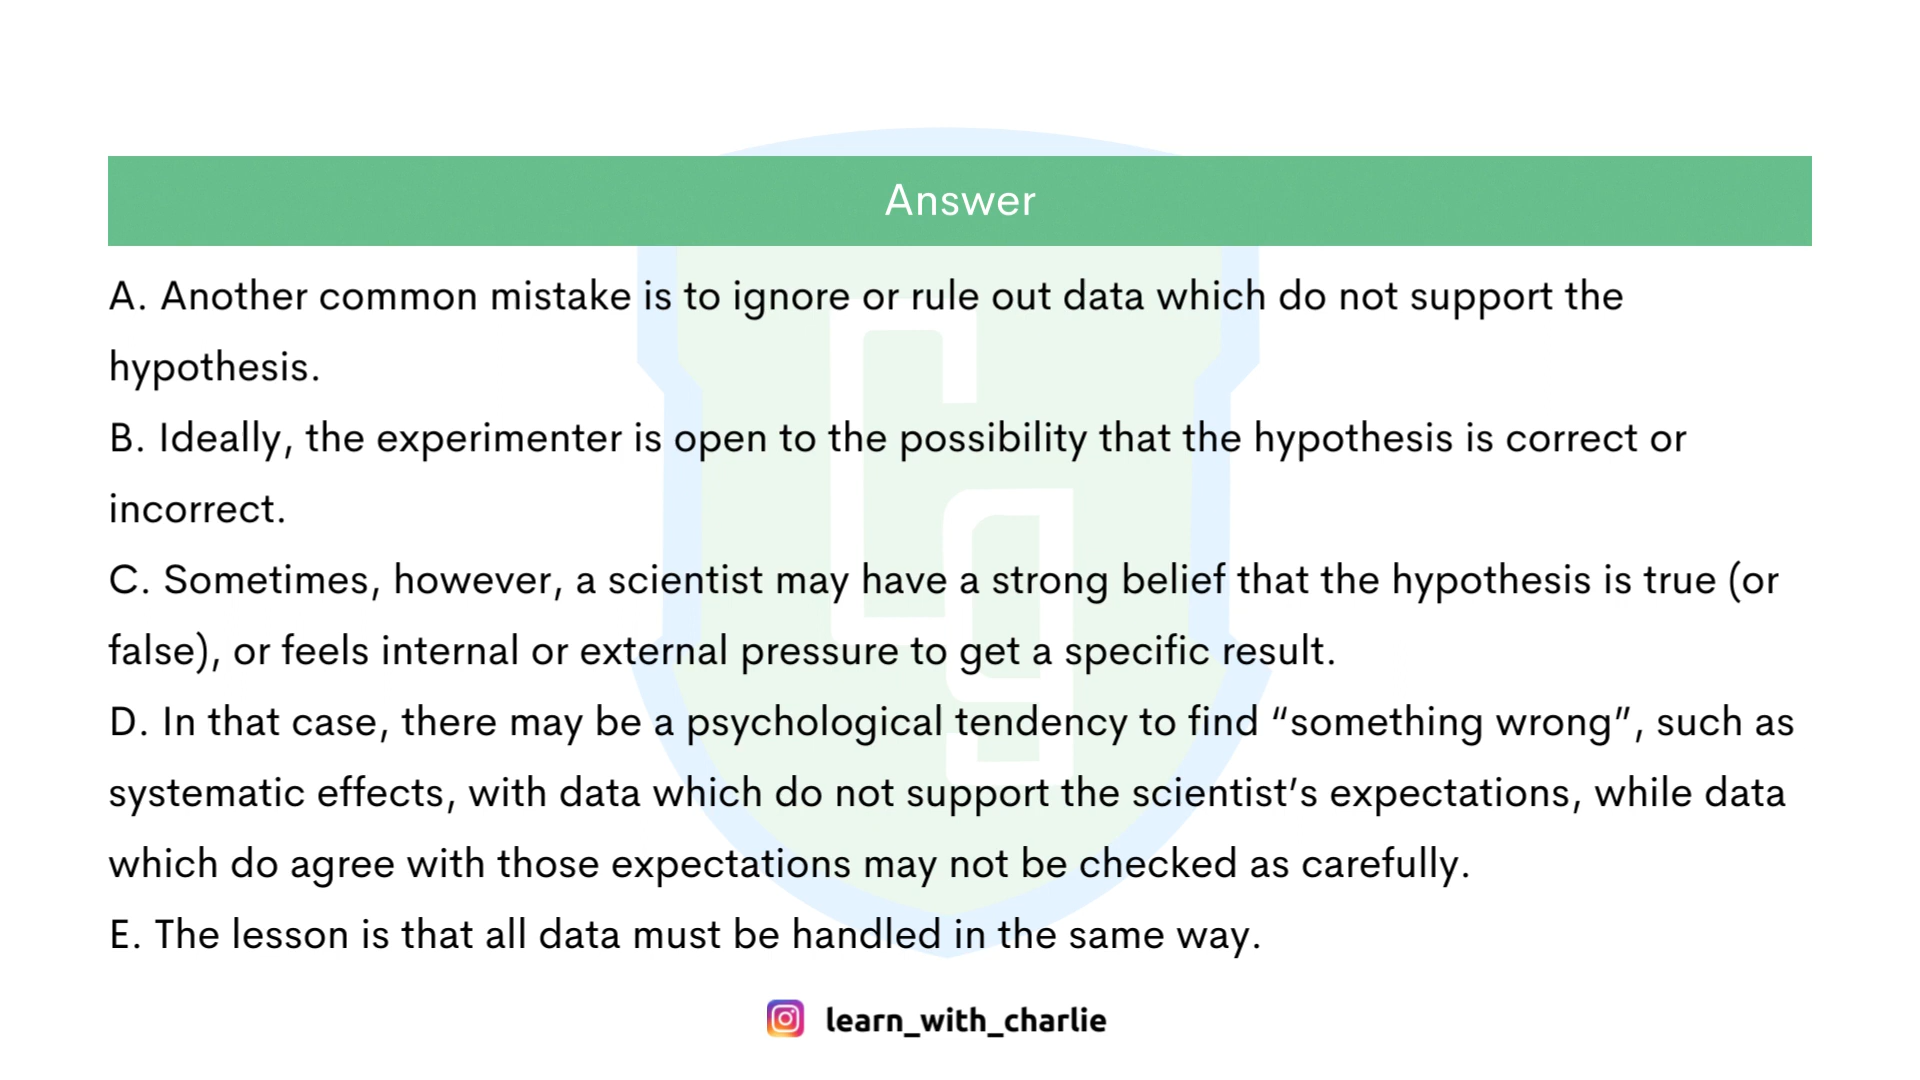 Answer
A. Another common mistake is to ignore or rule out data which do not support the
hypothesis.
B. Ideally, the experimenter is open to the possibility that the hypothesis is correct or
incorrect.
C. Sometimes, however, a scientist may have a strong belief that the hypothesis is true (or
false), or feels internal or external pressure to get a specific result.
D. In that case, there may be a psychological tendency to find “something wrong”, such as
systematic effects, with data which do not support the scientist’s expectations, while data
which do agree with those expectations may not be checked as carefully.
E. The lesson is that all data must be handled in the same way.
learn_with_charlie